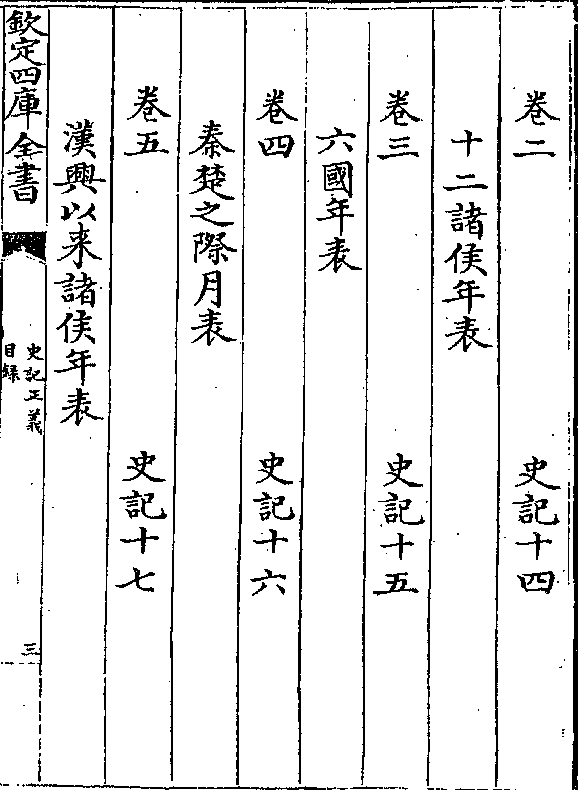 卷二 史記十四
十二諸侯年表
卷三 史記十五
六國年表
卷四 史記十六
秦楚之際月表
卷五 史記十七
漢興以来諸侯年表
欽定四庫全書
史記正義
目録
三